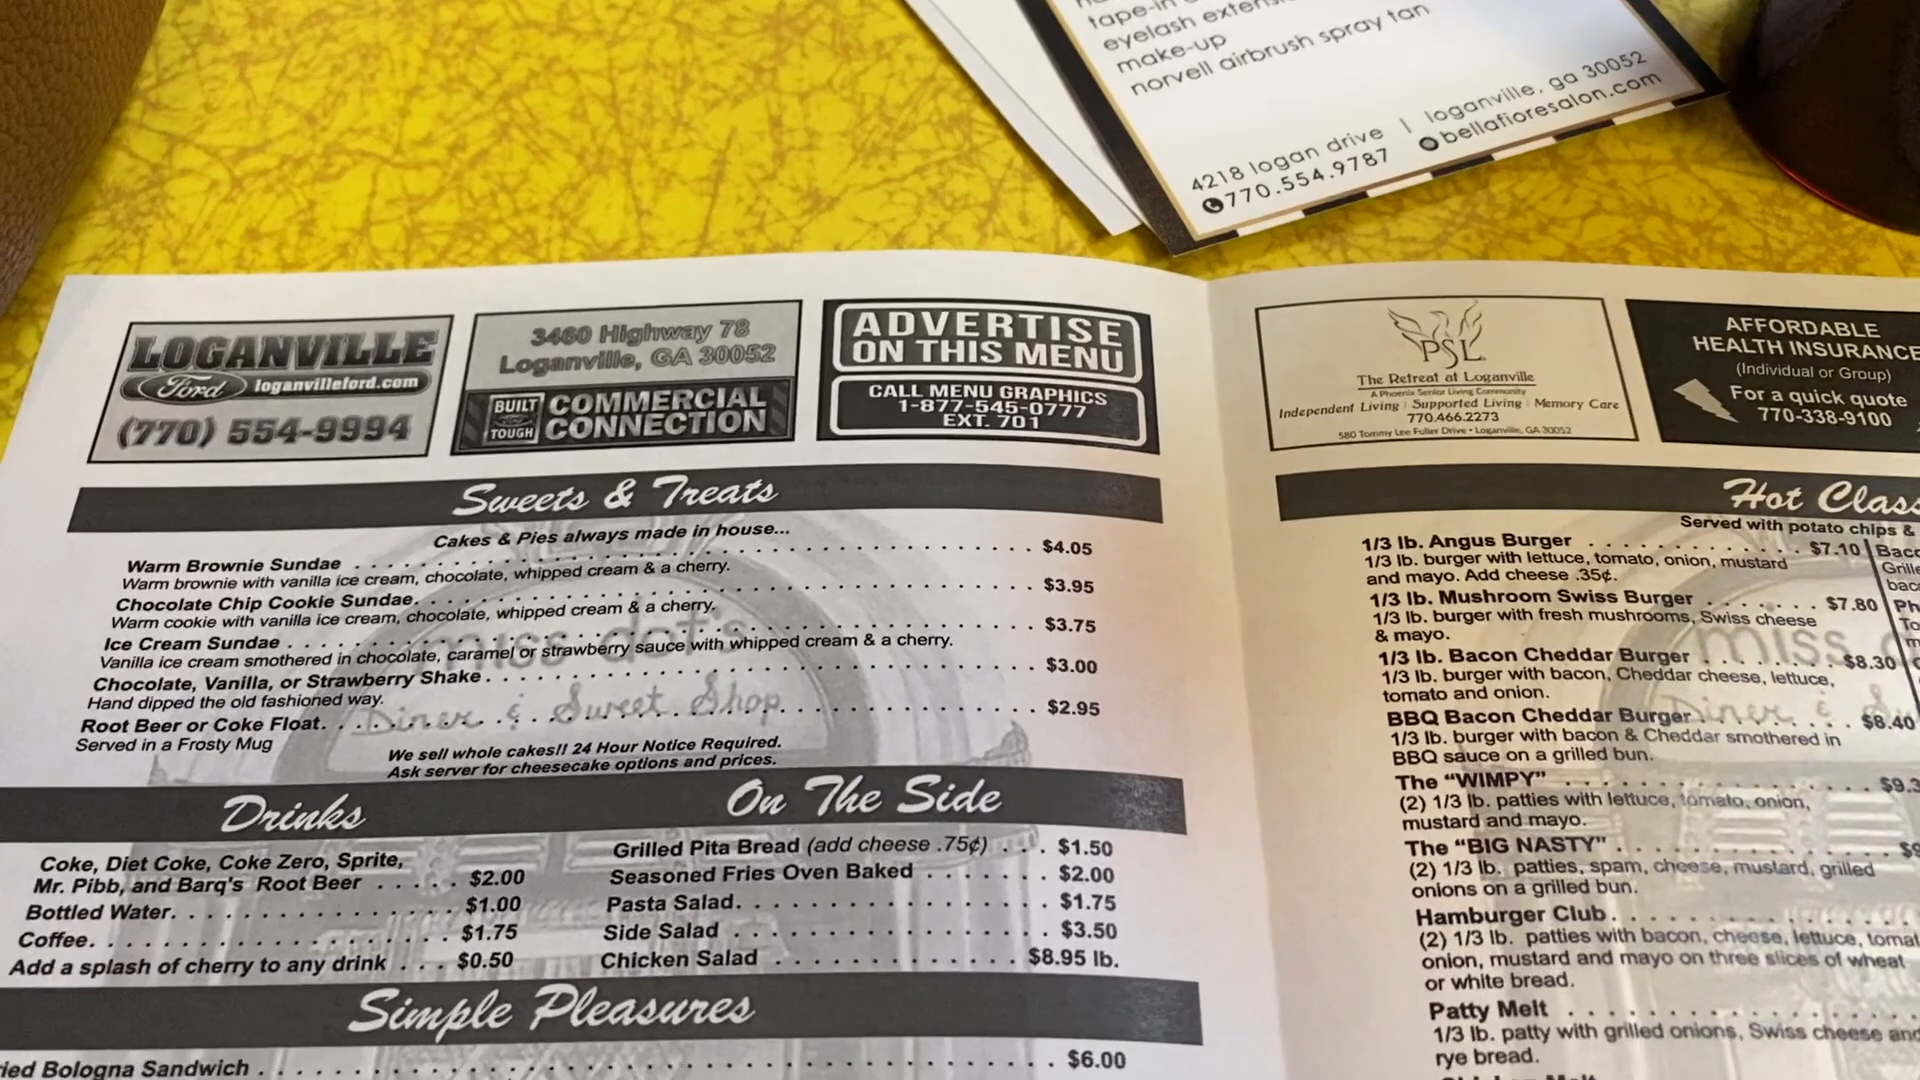 tape-in
eyelash
make-up
norvell airbrush spray tan
4218 logan drive | loganville, ga 30052
770.554.9787 bellafioresalon.com
LOGANVILLE
Ford loganvilleford.com
(770) 554-9994
3460 Highway 78
Loganville, GA 30052
BUILT
Ford
TOUGH
COMMERCIAL
CONNECTION
ADVERTISE
ON THIS MENU
CALL MENU GRAPHICS
1-877-545-0777
EXT. 701
PSL
The Retreat at Loganville
A Phoenix Senior Living Community
Independent Living | Supported Living | Memory Care
770.466.2273
580 Tommy Lee Fuller Drive • Loganville, GA 30052
AFFORDABLE
HEALTH INSURANCE
(Individual or Group)
For a quick quote
770-338-9100
Sweets & Treats
Cakes & Pies always made in house...
Warm Brownie Sundae . . . . . . . . . . $4.05
Warm brownie with vanilla ice cream, chocolate, whipped cream & a cherry.
Chocolate Chip Cookie Sundae. . . . . . . . . . $3.95
Warm cookie with vanilla ice cream, chocolate, whipped cream & a cherry.
Ice Cream Sundae . . . . . . . . . . $3.75
Vanilla ice cream smothered in chocolate, caramel or strawberry sauce with whipped cream & a cherry.
Chocolate, Vanilla, or Strawberry Shake . . . . . . . . . . $3.00
Hand dipped the old fashioned way.
Root Beer or Coke Float. . . . . . . . . . $2.95
Served in a Frosty Mug
We sell whole cakes!! 24 Hour Notice Required.
Ask server for cheesecake options and prices.
miss dot's
Diner & Sweet Shop
Drinks
Coke, Diet Coke, Coke Zero, Sprite,
Mr. Pibb, and Barq's Root Beer . . . . . $2.00
Bottled Water. . . . . . . . . . $1.00
Coffee. . . . . . . . . . $1.75
Add a splash of cherry to any drink . . . $0.50
On The Side
Grilled Pita Bread (add cheese .75¢) . . . $1.50
Seasoned Fries Oven Baked . . . . . . . $2.00
Pasta Salad. . . . . . . . . . $1.75
Side Salad . . . . . . . . . . $3.50
Chicken Salad . . . . . . . . . . $8.95 lb.
Simple Pleasures
Bologna Sandwich . . . . . . . . . . $6.00
Hot
Served with potato chips &
1/3 lb. Angus Burger . . . . . . . . . . $7.10
1/3 lb. burger with lettuce, tomato, onion, mustard
and mayo. Add cheese .35¢.
1/3 lb. Mushroom Swiss Burger . . . . . . . $7.80
1/3 lb. burger with fresh mushrooms, Swiss cheese
& mayo.
1/3 lb. Bacon Cheddar Burger . . . . . . . $8.30
1/3 lb. burger with bacon, Cheddar cheese, lettuce,
tomato and onion.
BBQ Bacon Cheddar Burger . . . . . . . $8.40
1/3 lb. burger with bacon & Cheddar smothered in
BBQ sauce on a grilled bun.
The "WIMPY" . . . . . . . . . .
(2) 1/3 lb. patties with lettuce, tomato, onion,
mustard and mayo.
The "BIG NASTY" . . . . . . . . . .
(2) 1/3 lb. patties, spam, cheese, mustard, grilled
onions on a grilled bun.
Hamburger Club. . . . . . . . . .
(2) 1/3 lb. patties with bacon, cheese, lettuce,
onion, mustard and mayo on three slices of wheat
or white bread.
Patty Melt . . . . . . . . . .
1/3 lb. patty with grilled onions, Swiss cheese and
rye bread.
miss
Diner &